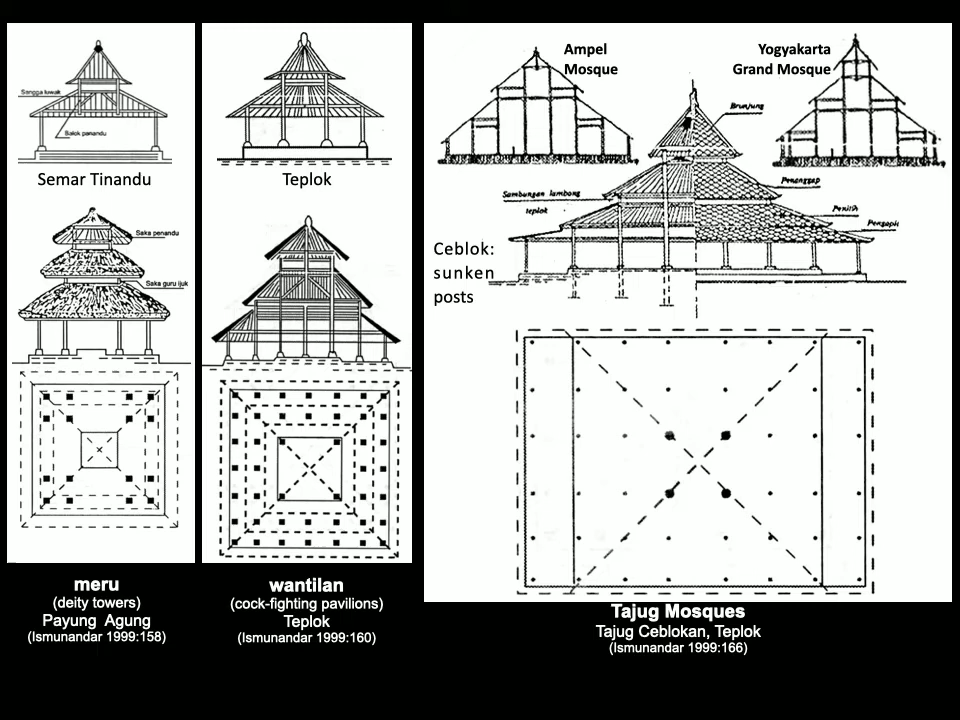 Sangga luwak
Balok panandu
Semar Tinandu
Teplok
Saka penandu
Saka guru ijuk
meru
(deity towers)
Payung Agung
(Ismunandar 1999:158)
wantilan
(cock-fighting pavilions)
Teplok
(Ismunandar 1999:160)
Ampel
Mosque
Yogyakarta
Grand Mosque
Brunjung
Penanggap
Sambungan lambang
teplok
Penitih
Pengapit
Ceblok:
sunken
posts
Tajug Mosques
Tajug Ceblokan, Teplok
(Ismunandar 1999:166)